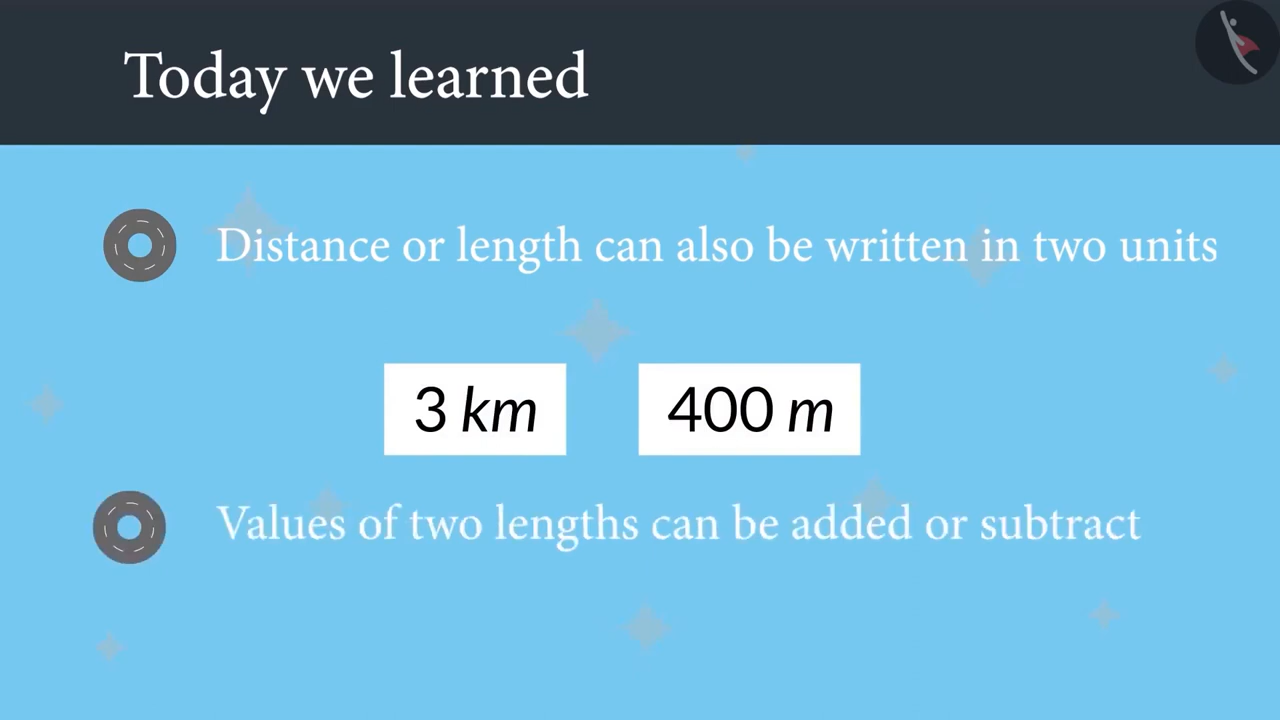 Today we learned
Distance or length can also be written in two units
3 km 400 m
Values of two lengths can be added or subtract